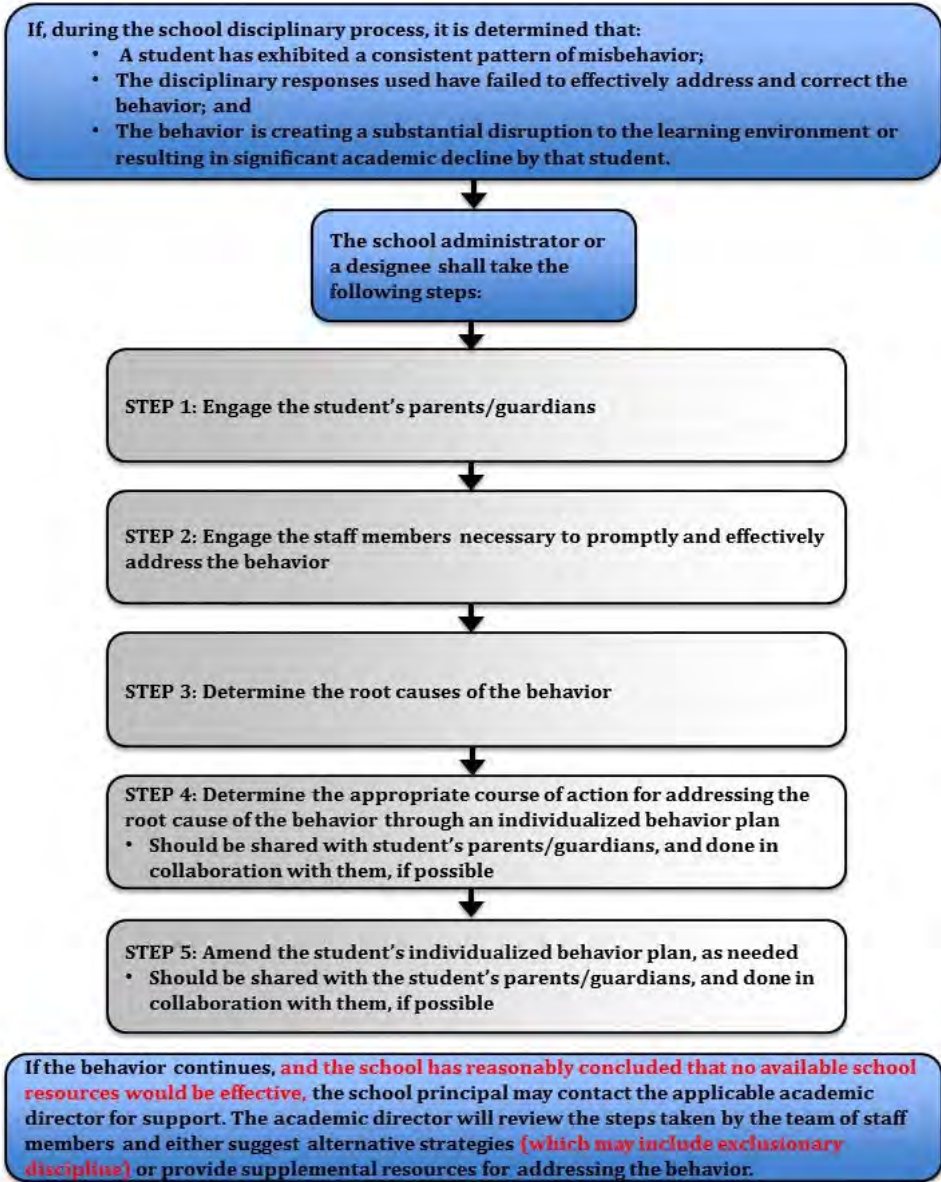 If, during the school disciplinary process, it is determined that:
• A student has exhibited a consistent pattern of misbehavior;
• The disciplinary responses used have failed to effectively address and correct the
behavior; and
• The behavior is creating a substantial disruption to the learning environment or
resulting in significant academic decline by that student.
The school administrator or
a designee shall take the
following steps:
STEP 1: Engage the student's parents/guardians
STEP 2: Engage the staff members necessary to promptly and effectively
address the behavior
STEP 3: Determine the root causes of the behavior
STEP 4: Determine the appropriate course of action for addressing the
root cause of the behavior through an individualized behavior plan
• Should be shared with student's parents/guardians, and done in
collaboration with them, if possible
STEP 5: Amend the student's individualized behavior plan, as needed
• Should be shared with the student's parents/guardians, and done in
collaboration with them, if possible
If the behavior continues, and the school has reasonably concluded that no available school
resources would be effective, the school principal may contact the applicable academic
director for support. The academic director will review the steps taken by the team of staff
members and either suggest alternative strategies (which may include exclusionary
discipline) or provide supplemental resources for addressing the behavior.